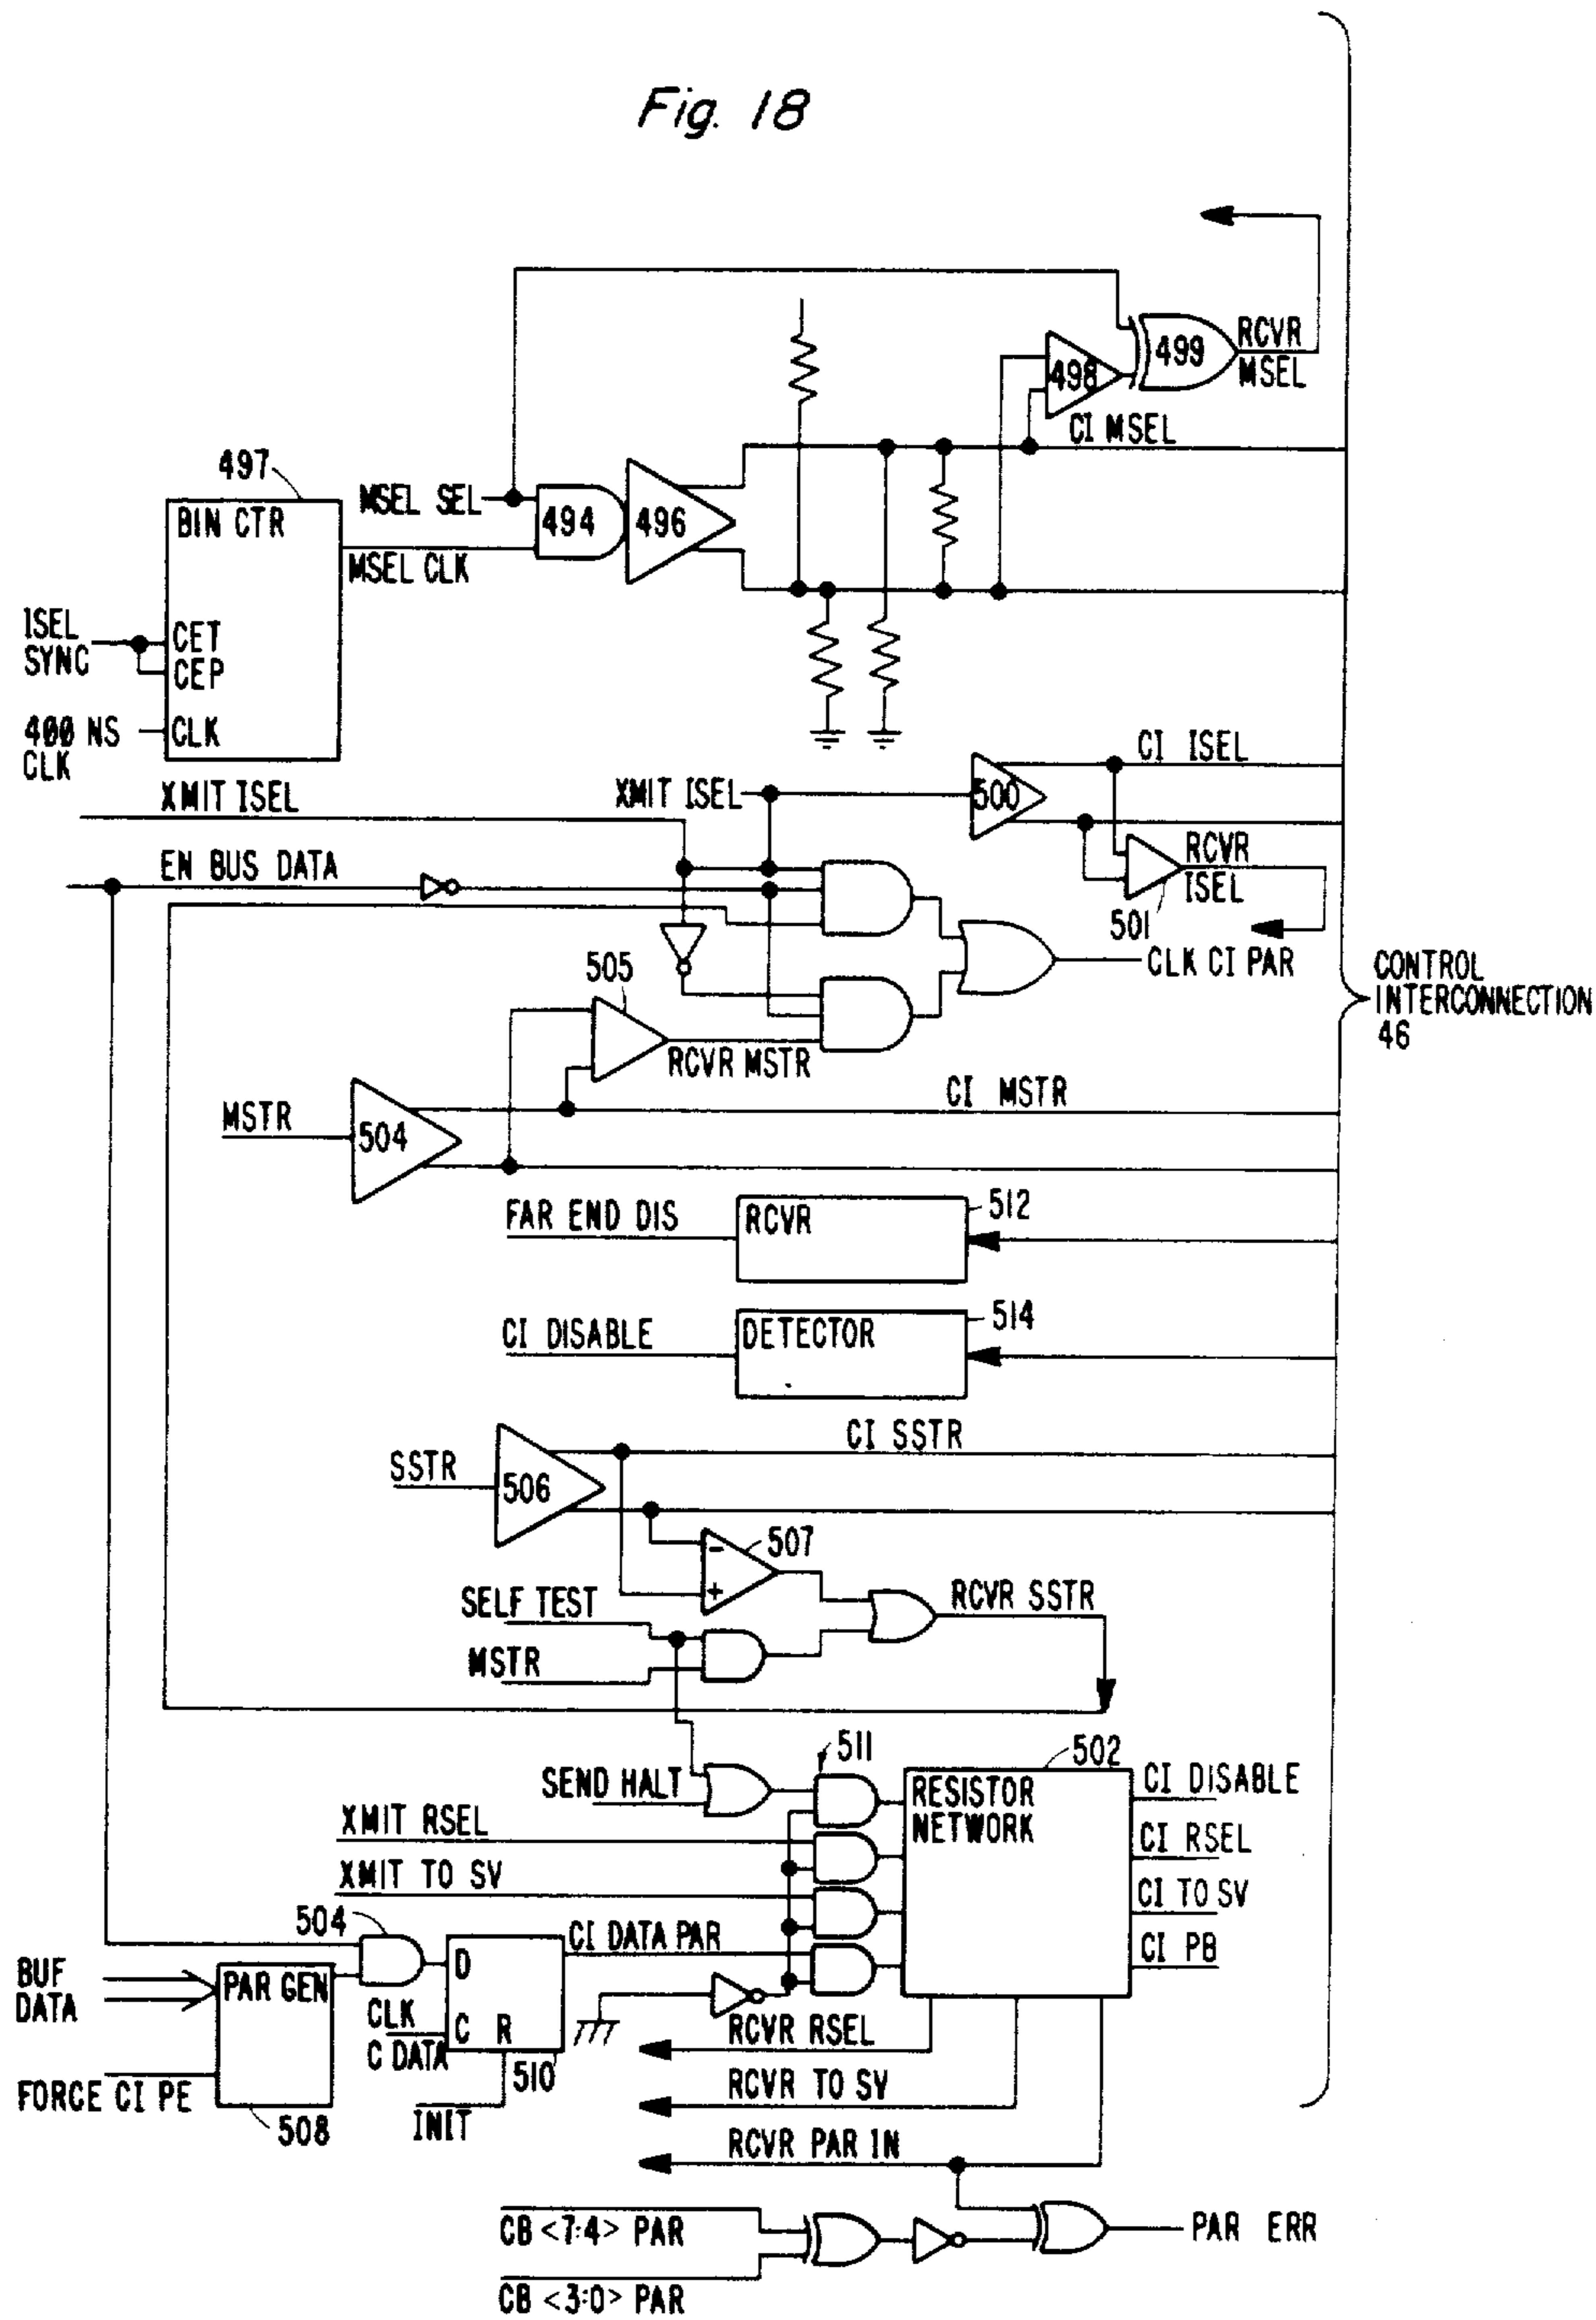 Fig. 18
RCVR
MSEL
499
498
CI MSEL
497
BIN CTR
MSEL SEL
494
496
MSEL CLK
ISEL
SYNC
CET
CEP
400 NS
CLK
CLK
CI ISEL
XMIT ISEL
XMIT ISEL
500
EN BUS DATA
RCVR
ISEL
501
CLK CI PAR
505
CONTROL
INTERCONNECTION
46
RCVR MSTR
CI MSTR
MSTR
504
FAR END DIS
RCVR
512
CI DISABLE
DETECTOR
514
CI SSTR
SSTR
506
-
507
+
SELF TEST
RCVR SSTR
MSTR
511
502
SEND HALT
RESISTOR
NETWORK
CI DISABLE
XMIT RSEL
CI RSEL
XMIT TO SV
CI TO SV
504
CI DATA PAR
CI PB
BUF
DATA
PAR GEN
D
CLK
C DATA
C R
510
RCVR RSEL
FORCE CI PE
508
INIT
RCVR TO SV
RCVR PAR IN
CB <7:4> PAR
PAR ERR
CB <3:0> PAR